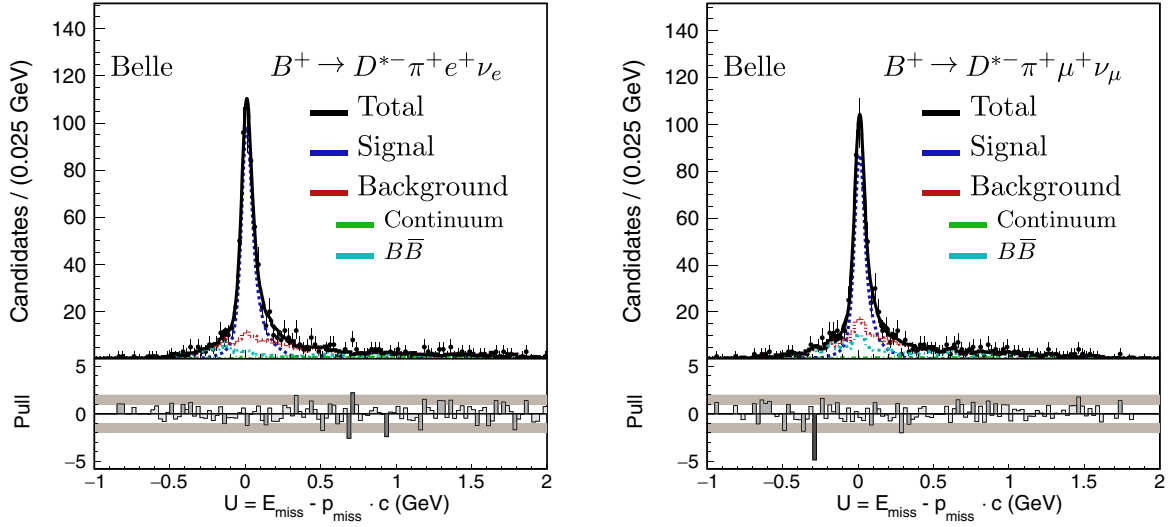 140
120
100
80
60
40
20
Candidates / (0.025 GeV)
Belle
B⁺ → D*⁻π⁺e⁺νₑ
Total
Signal
Background
Continuum
BB̅
5
0
−5
Pull
−1 −0.5 0 0.5 1 1.5 2
U = E_miss - p_miss · c (GeV)
140
120
100
80
60
40
20
Candidates / (0.025 GeV)
Belle
B⁺ → D*⁻π⁺μ⁺ν_μ
Total
Signal
Background
Continuum
BB̅
5
0
−5
Pull
−1 −0.5 0 0.5 1 1.5 2
U = E_miss - p_miss · c (GeV)